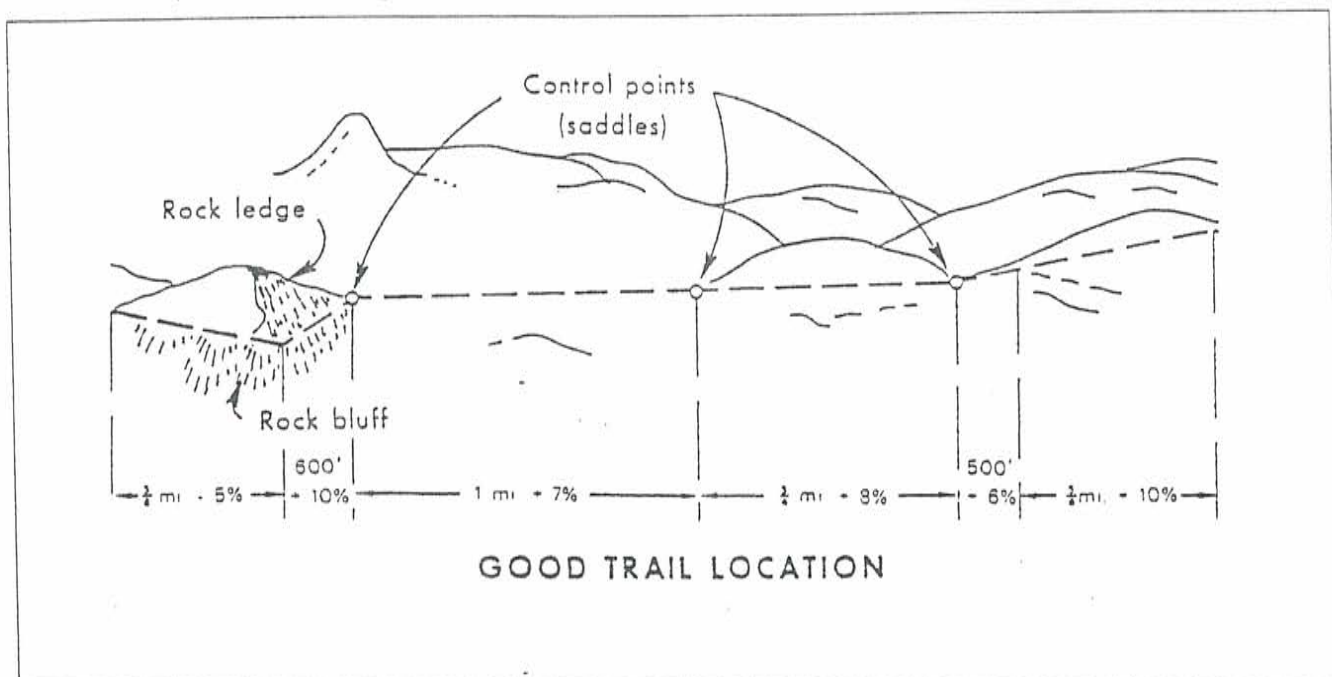 Control points
(saddles)
Rock ledge
Rock bluff
600'
500'
¾ mi - 5%
+ 10%
1 mi + 7%
¾ mi + 8%
- 6%
¾ mi. - 10%
GOOD TRAIL LOCATION